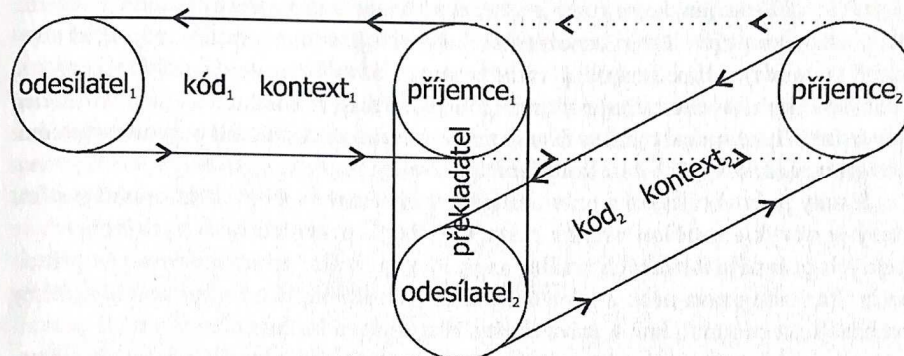 odesílatel₁ kód₁ kontext₁ příjemce₁ příjemce₂
překladatel
kód₂ kontext₂
odesílatel₂